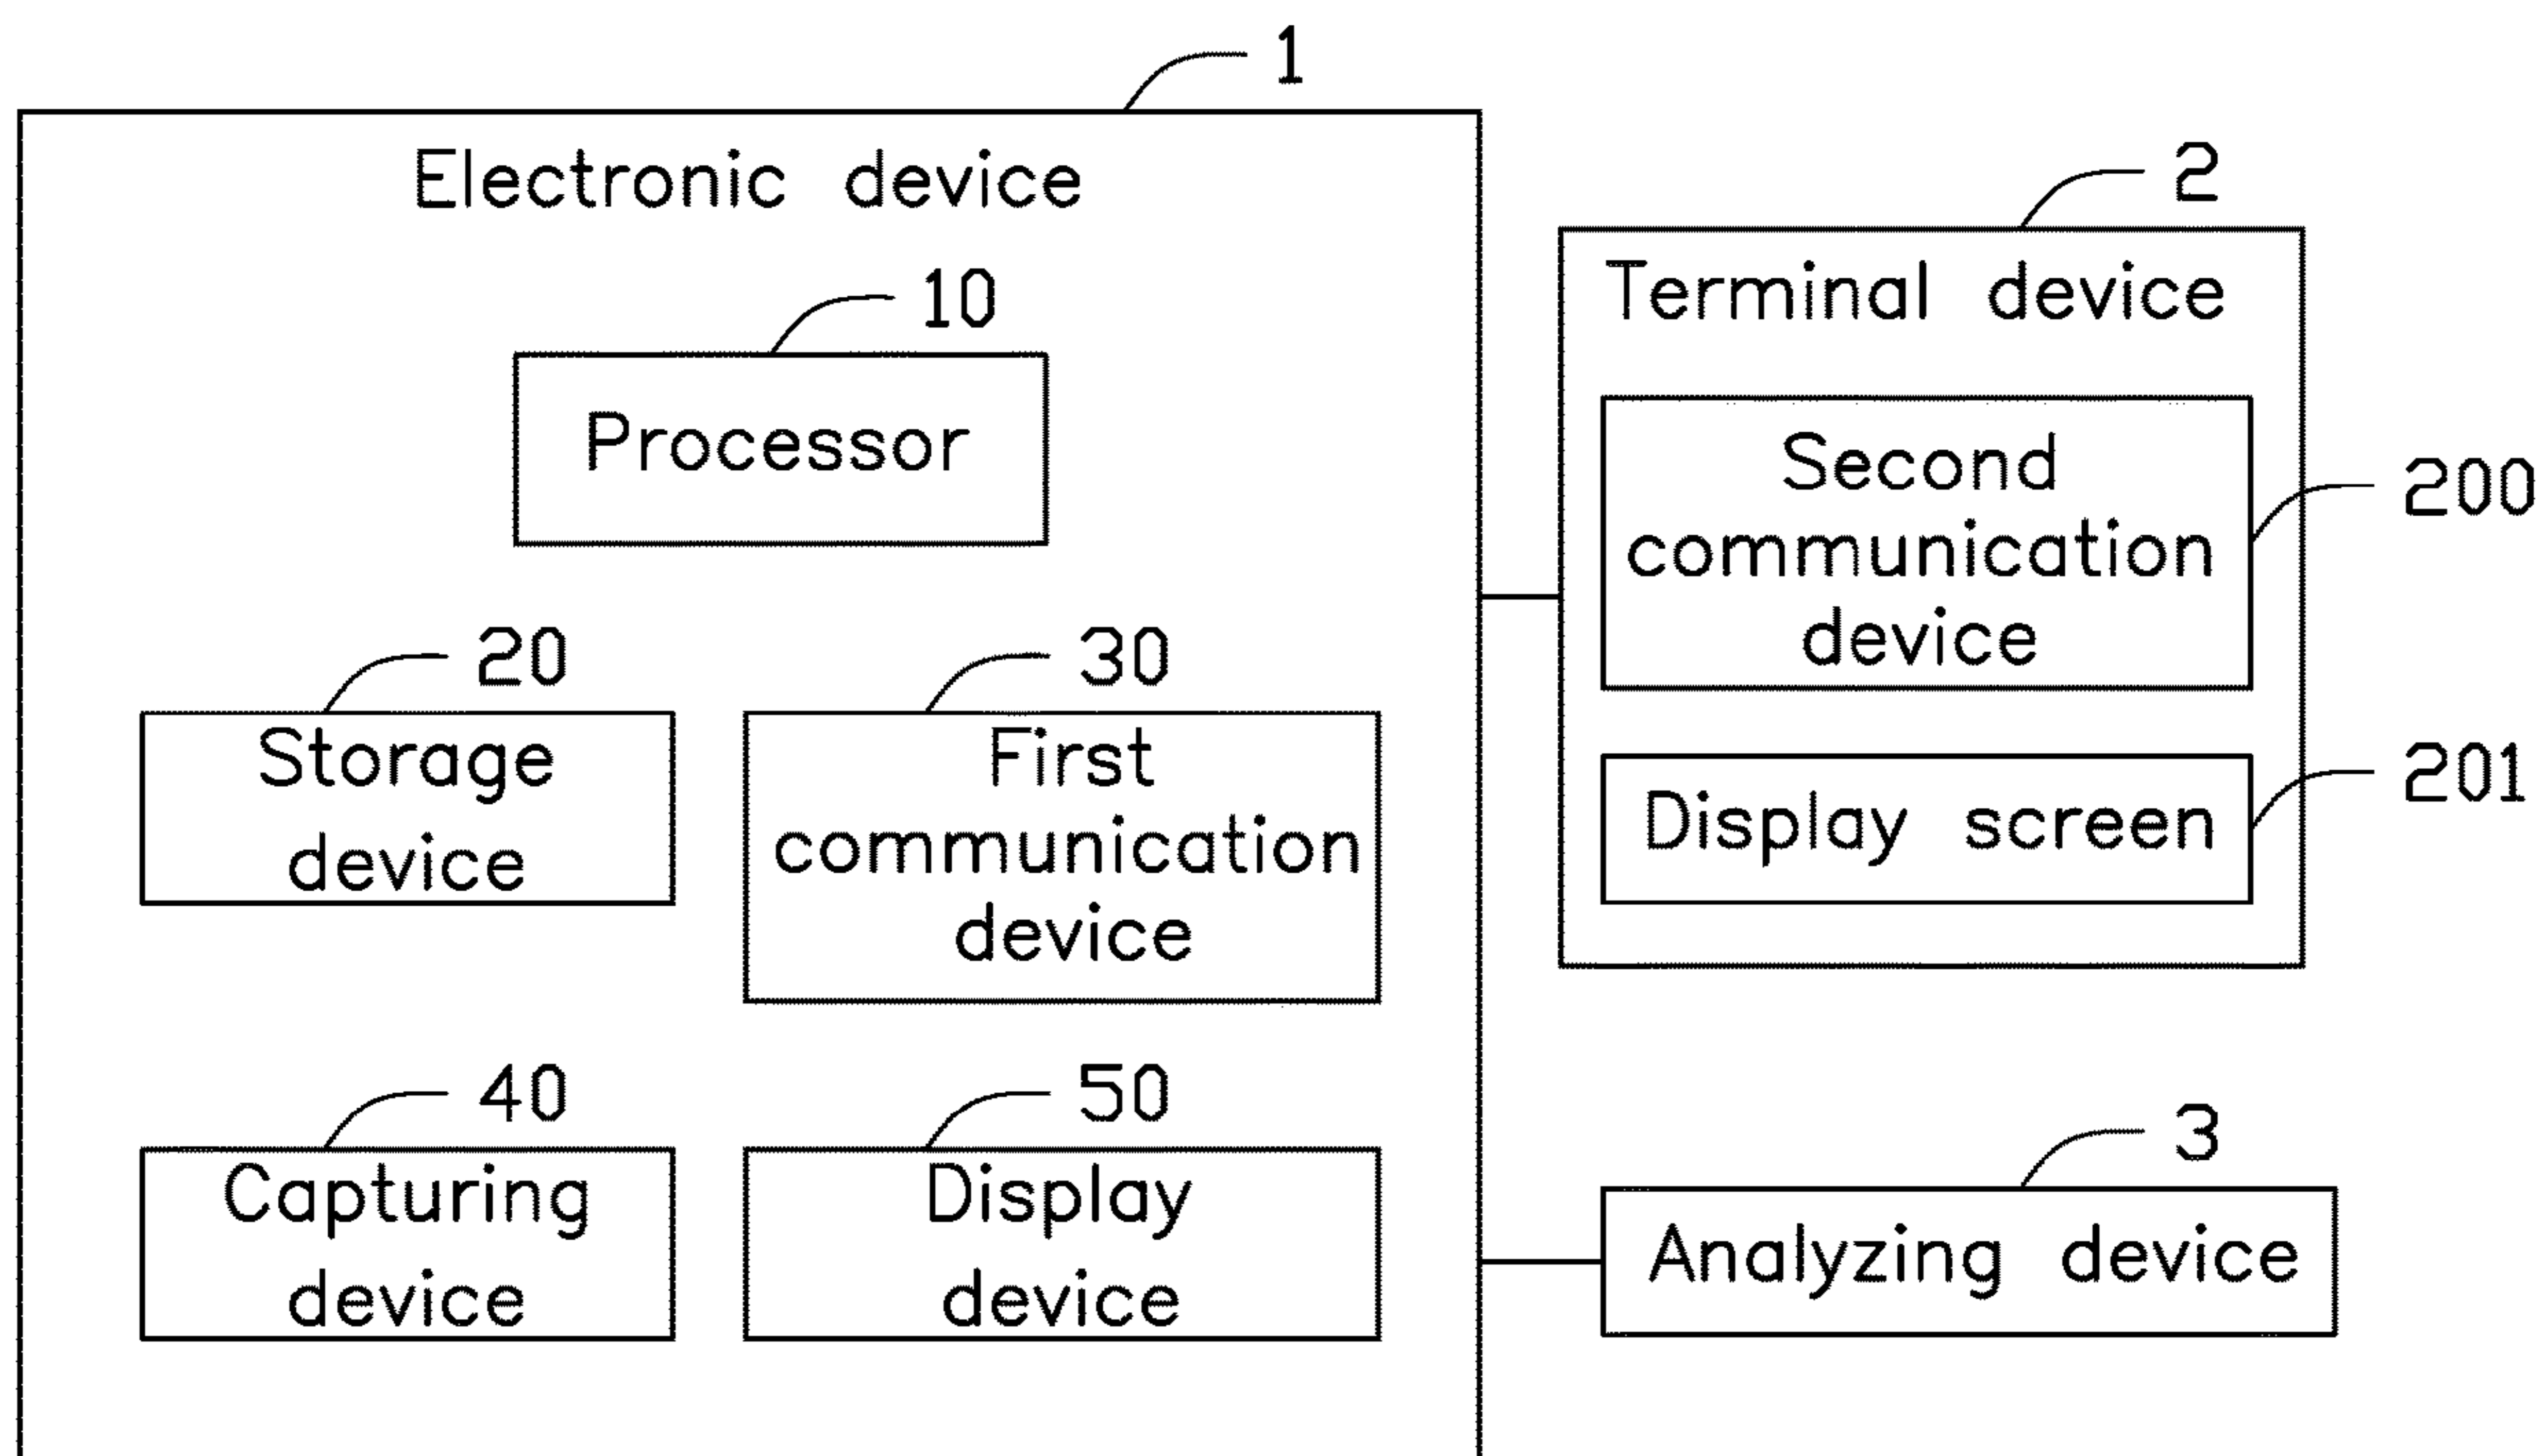 1
Electronic device
10
Processor
20
Storage
device
30
First
communication
device
40
Capturing
device
50
Display
device
2
Terminal device
Second
communication
device
200
Display screen
201
3
Analyzing device